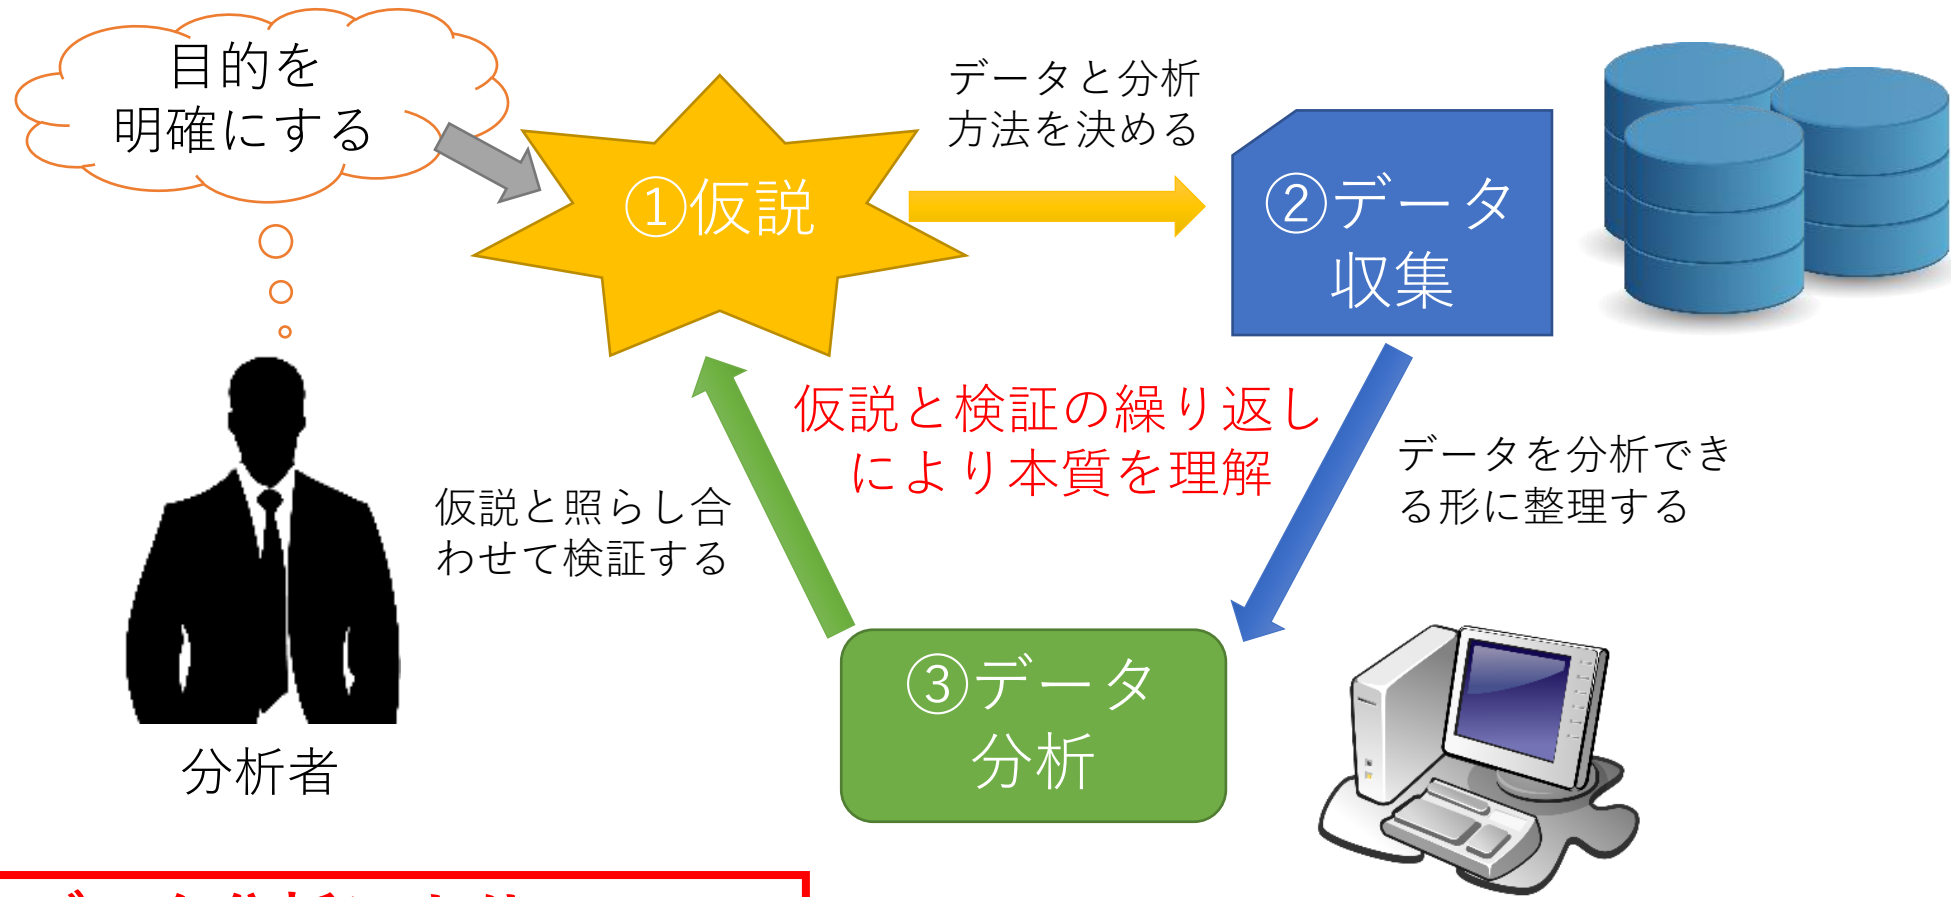 目的を
明確にする
①仮説
データと分析
方法を決める
②データ
収集
仮説と検証の繰り返し
により本質を理解
データを分析でき
る形に整理する
仮説と照らし合
わせて検証する
③データ
分析
分析者